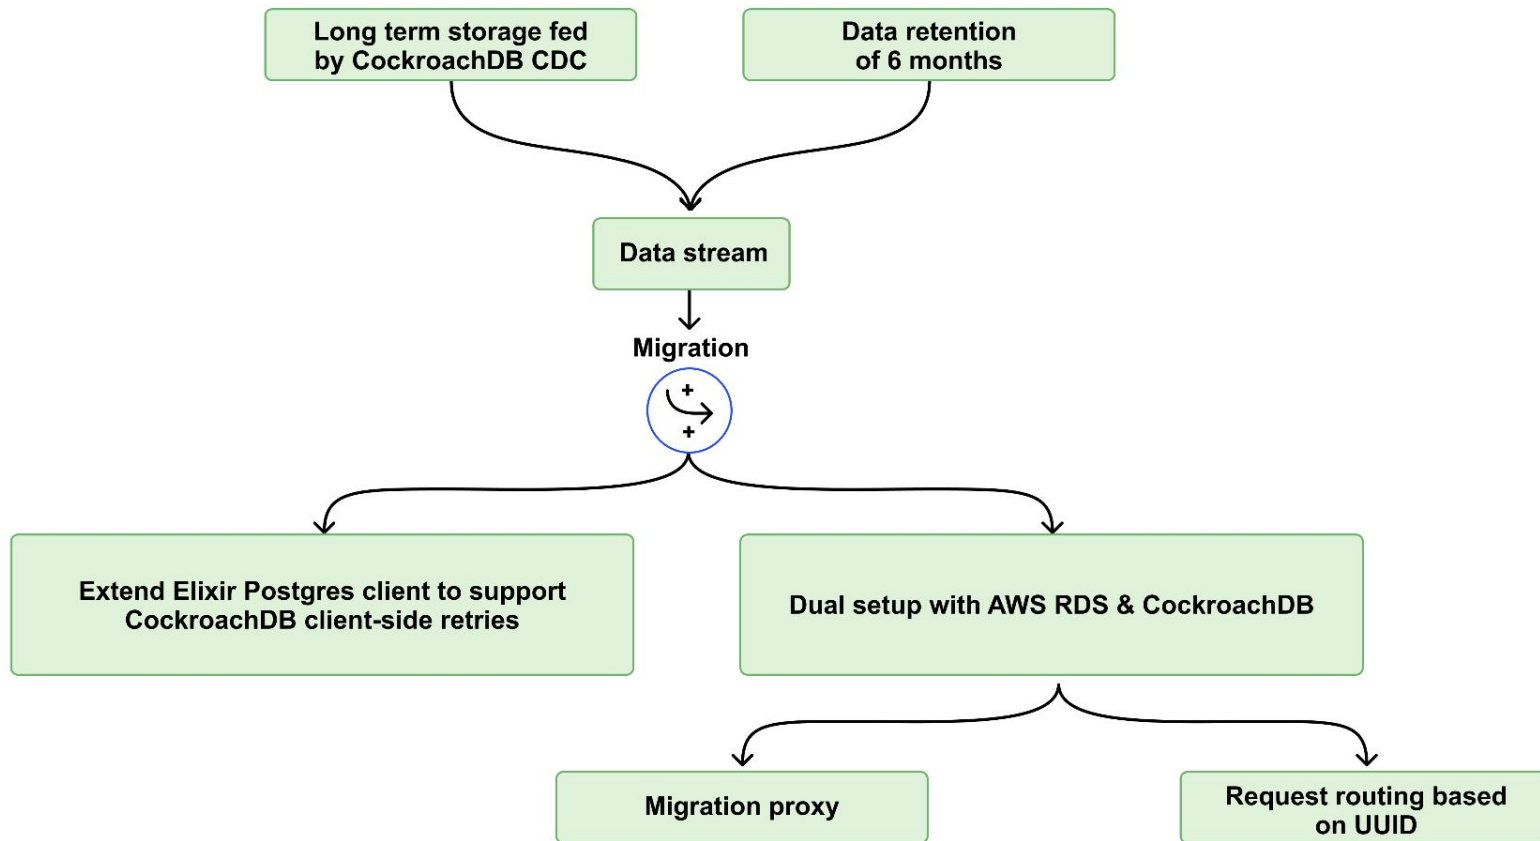 Long term storage fed
by CockroachDB CDC
Data retention
of 6 months
Data stream
Migration
+
+
Extend Elixir Postgres client to support
CockroachDB client-side retries
Dual setup with AWS RDS & CockroachDB
Migration proxy
Request routing based
on UUID